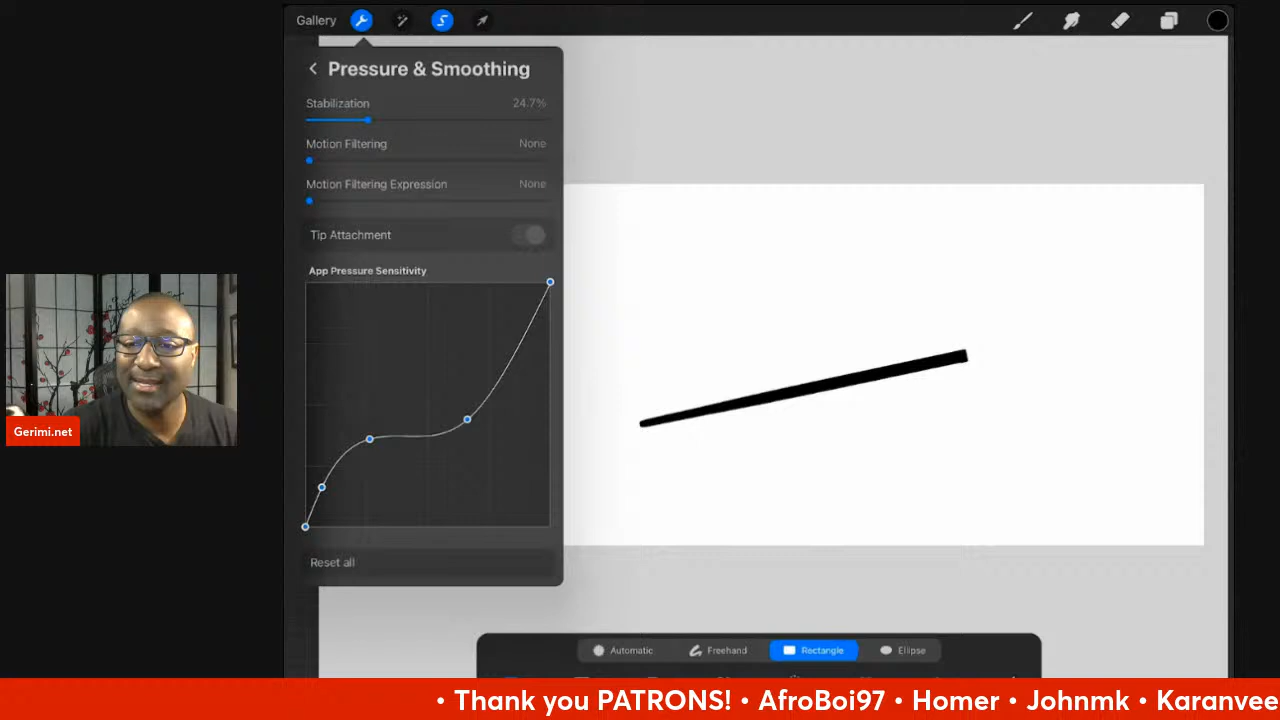 Gallery
Pressure & Smoothing
Stabilization 24.7%
Motion Filtering None
Motion Filtering Expression None
Tip Attachment
App Pressure Sensitivity
Reset all
Gerimi.net
Automatic Freehand Rectangle Ellipse
• Thank you PATRONS! • AfroBoi97 • Homer • Johnmk • Karanvee